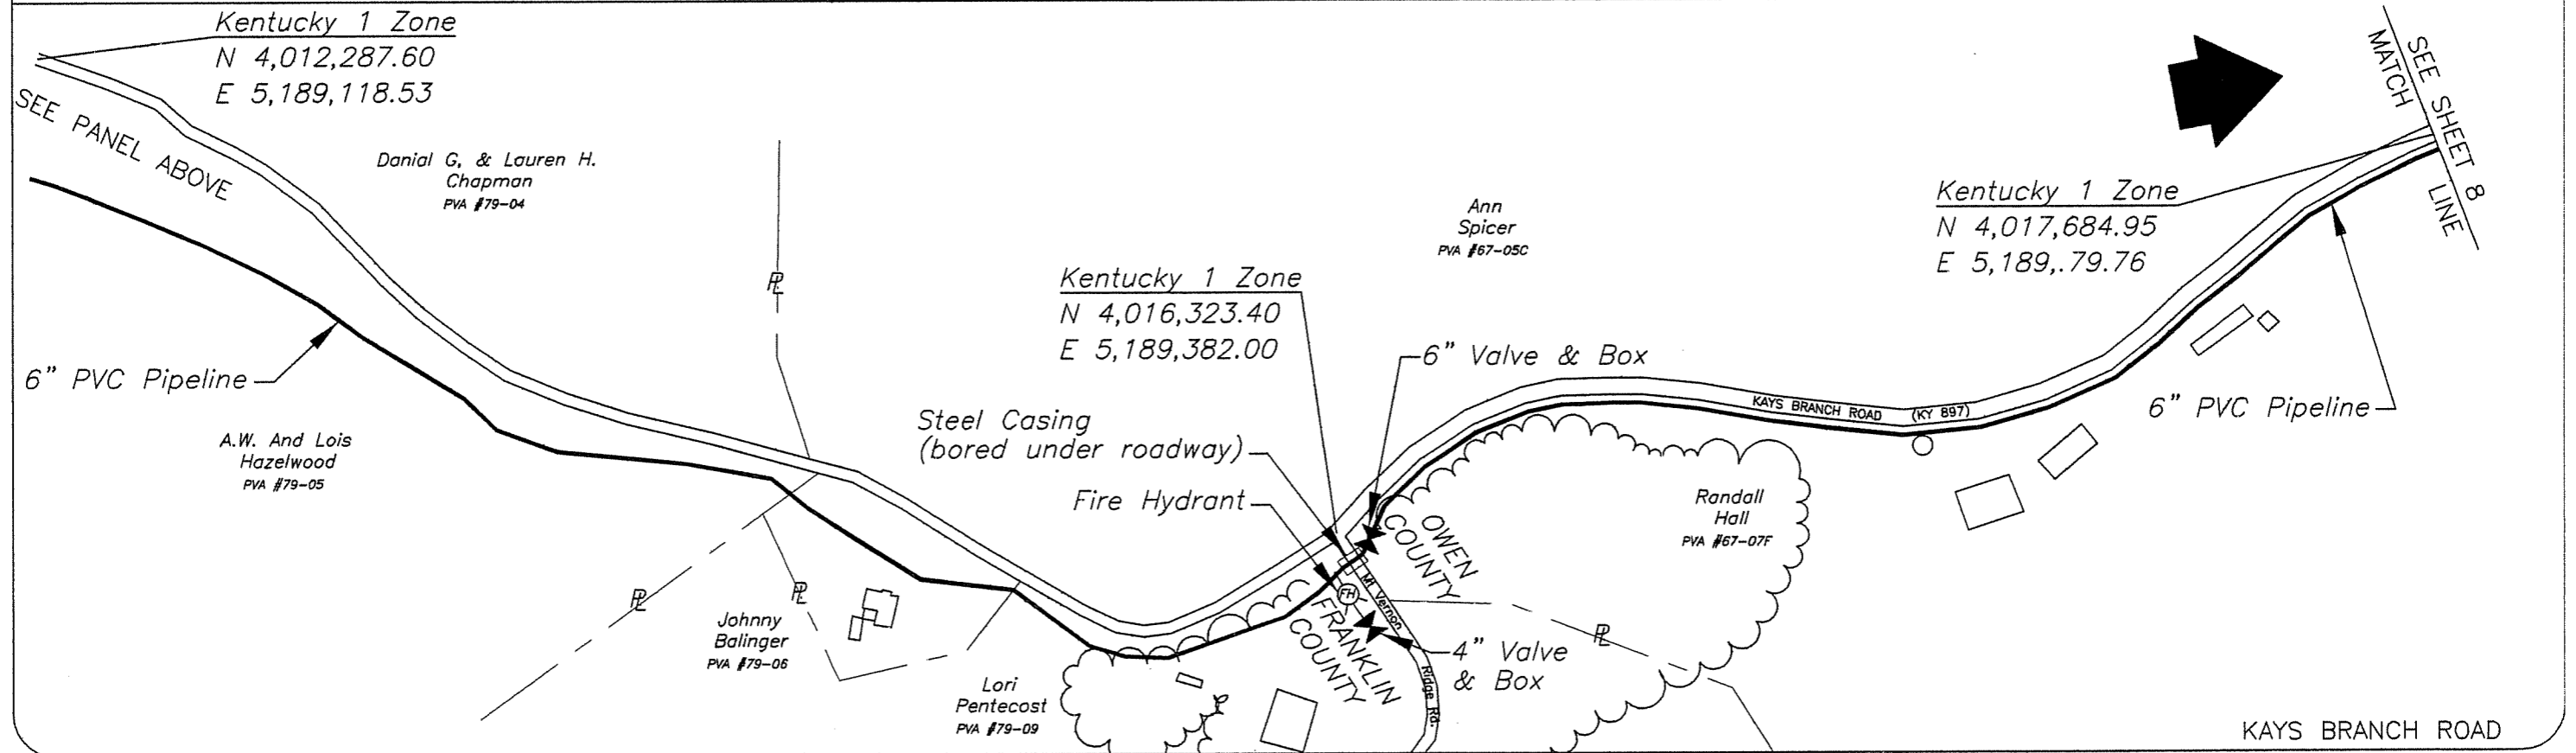 Kentucky 1 Zone
N 4,012,287.60
E 5,189,118.53
SEE PANEL ABOVE
Danial G, & Lauren H.
Chapman
PVA #79-04
6" PVC Pipeline
A.W. And Lois
Hazelwood
PVA #79-05
PL
PL
PL
Johnny
Balinger
PVA #79-06
Lori
Pentecost
PVA #79-09
Kentucky 1 Zone
N 4,016,323.40
E 5,189,382.00
Steel Casing
(bored under roadway)
Fire Hydrant
FH
6" Valve & Box
OWEN
COUNTY
FRANKLIN
COUNTY
Mt Vernon
Ridge Rd.
4" Valve
& Box
PL
Ann
Spicer
PVA #67-05C
KAYS BRANCH ROAD (KY 897)
Randall
Hall
PVA #67-07F
Kentucky 1 Zone
N 4,017,684.95
E 5,189,.79.76
6" PVC Pipeline
SEE SHEET 8
MATCH LINE
KAYS BRANCH ROAD